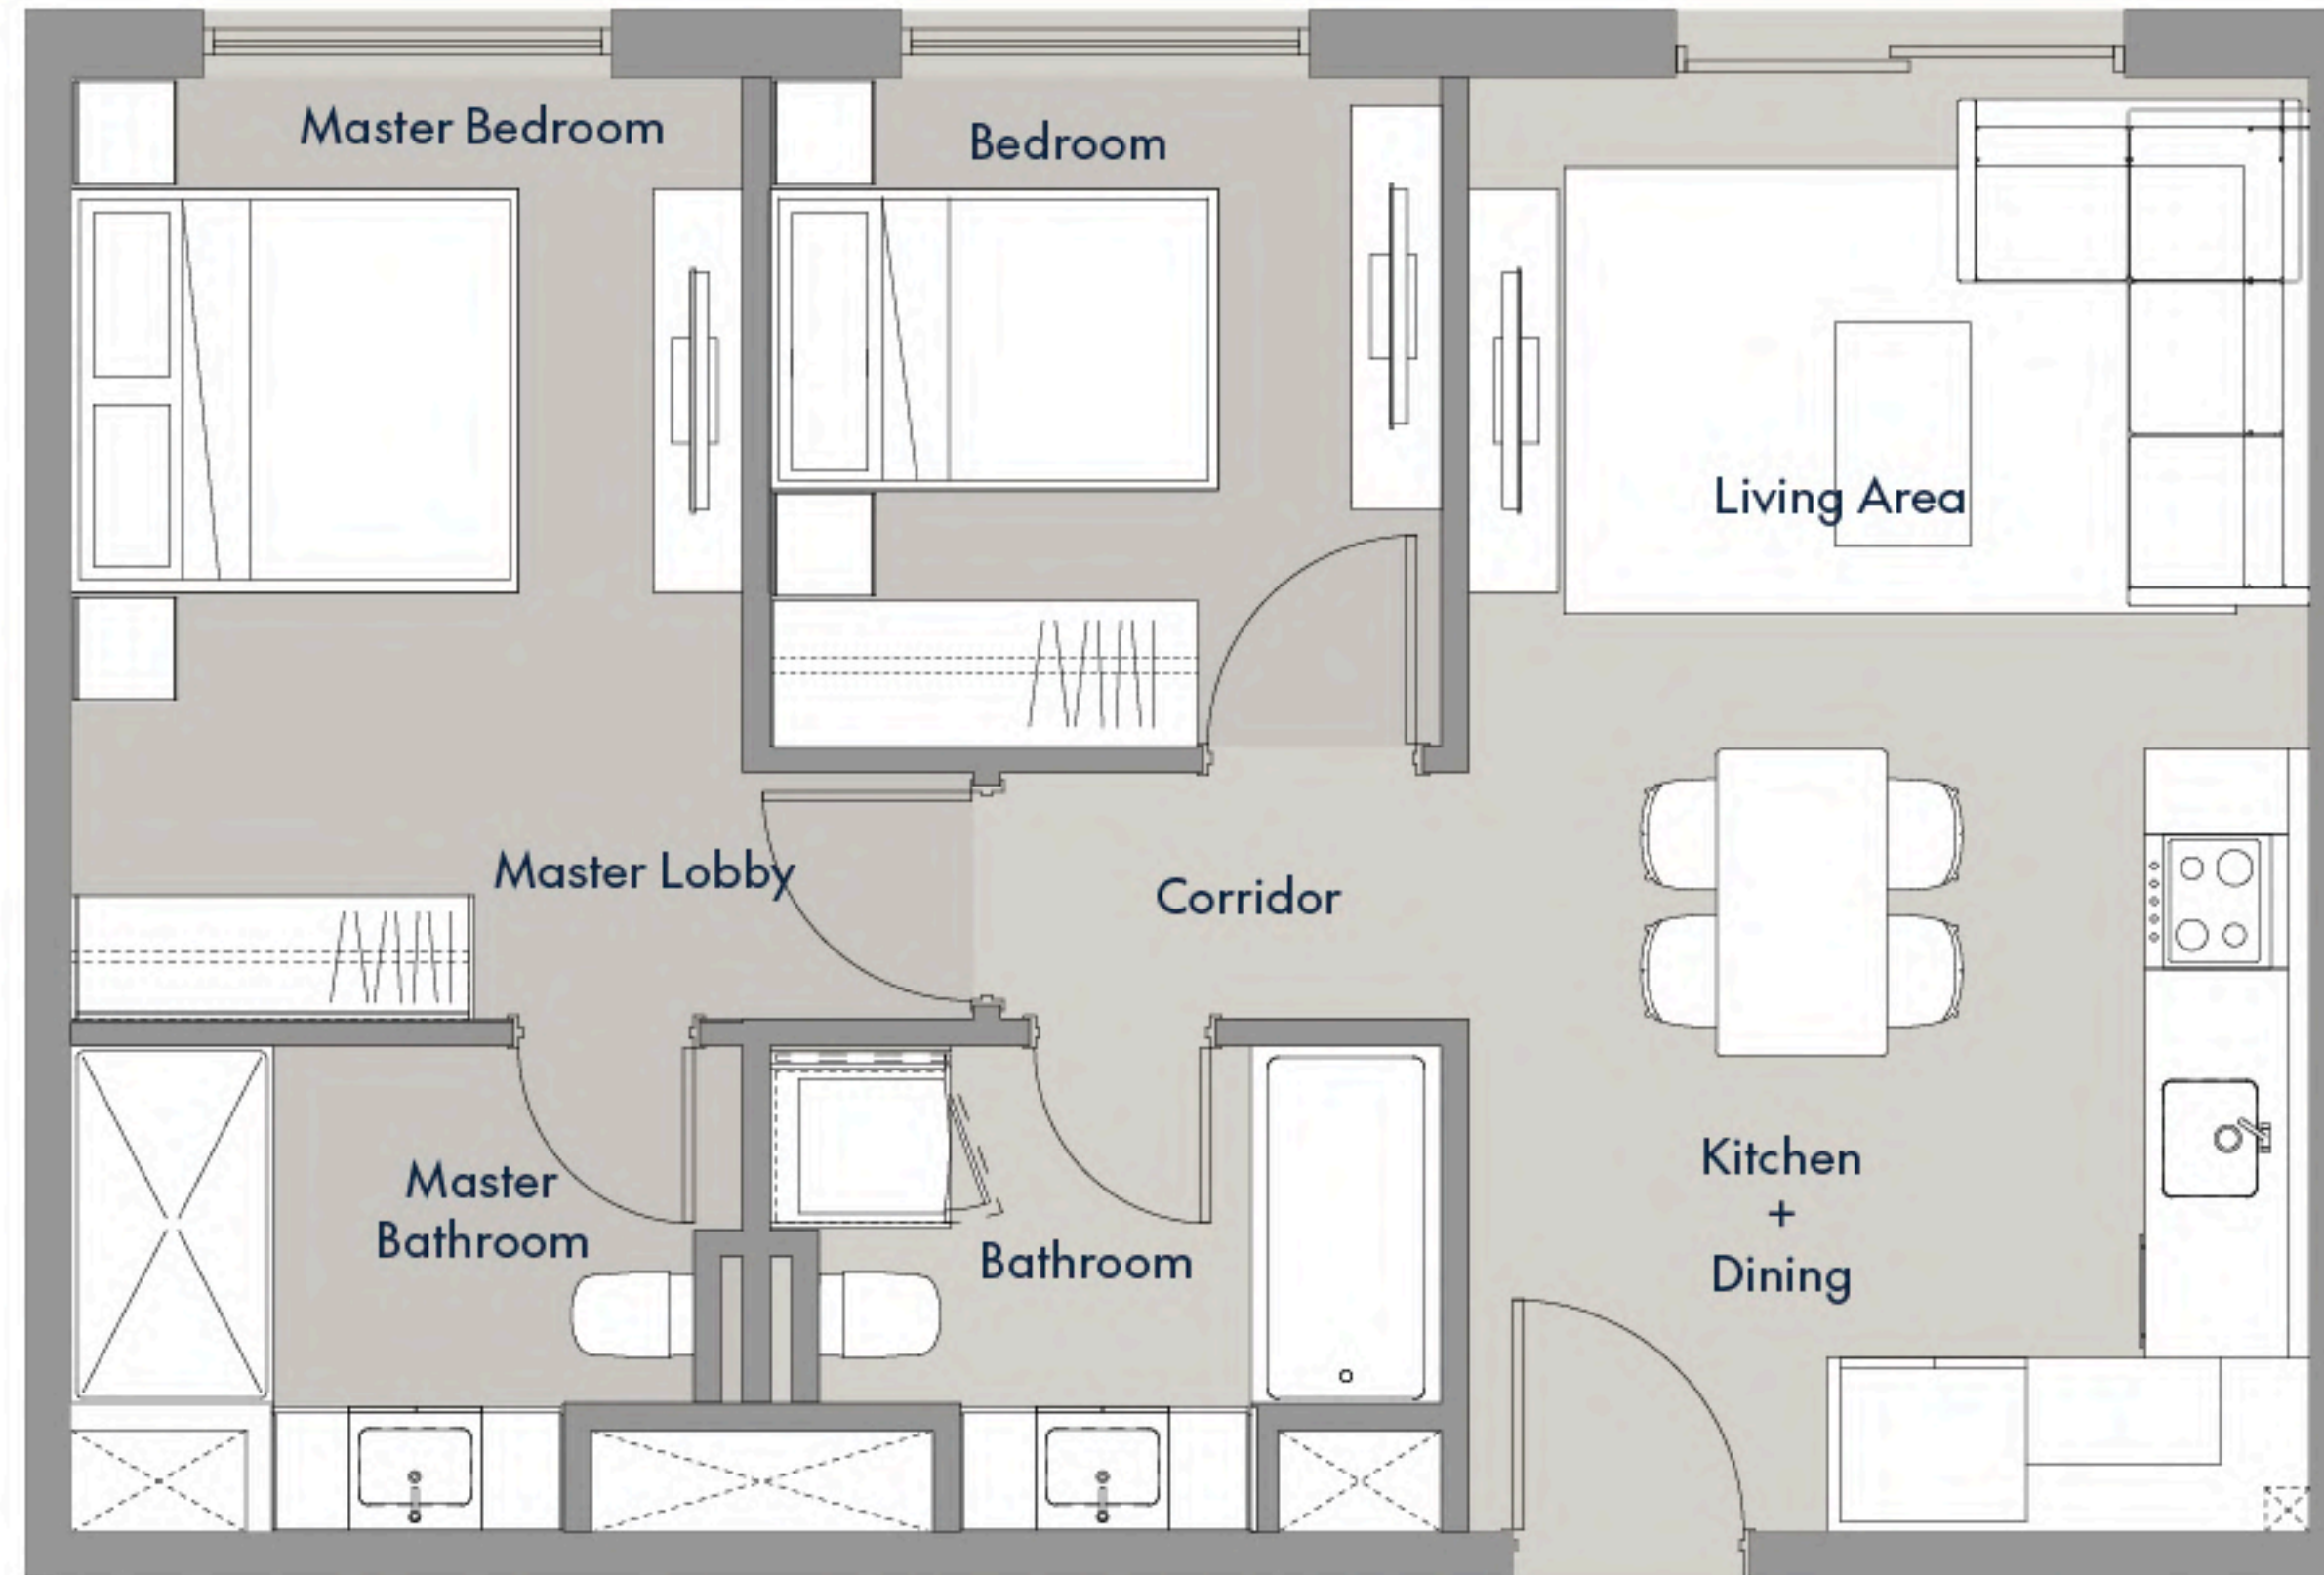 Master Bedroom
Bedroom
Living Area
Master Lobby
Corridor
Master
Bathroom
Bathroom
Kitchen
+
Dining